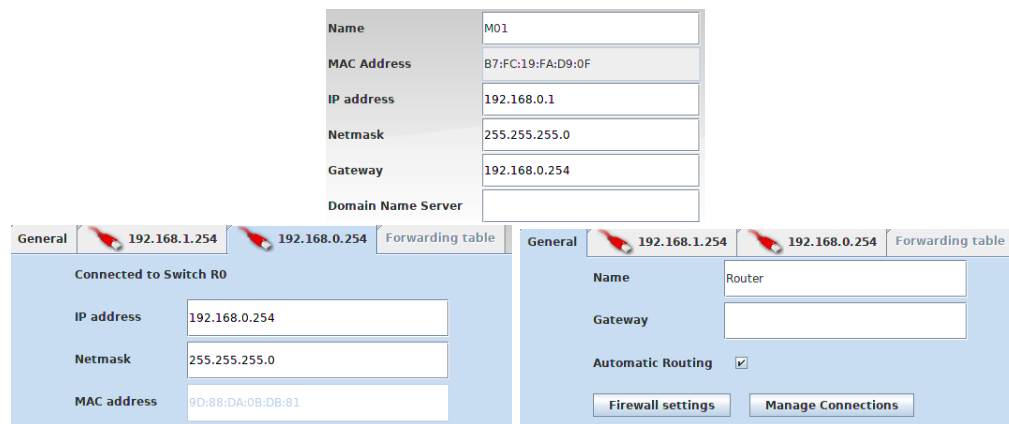 Name M01
MAC Address B7:FC:19:FA:D9:0F
IP address 192.168.0.1
Netmask 255.255.255.0
Gateway 192.168.0.254
Domain Name Server
General 192.168.1.254 192.168.0.254 Forwarding table
Connected to Switch R0
IP address 192.168.0.254
Netmask 255.255.255.0
MAC address 9D:88:DA:0B:DB:81
General 192.168.1.254 192.168.0.254 Forwarding table
Name Router
Gateway
Automatic Routing
Firewall settings Manage Connections